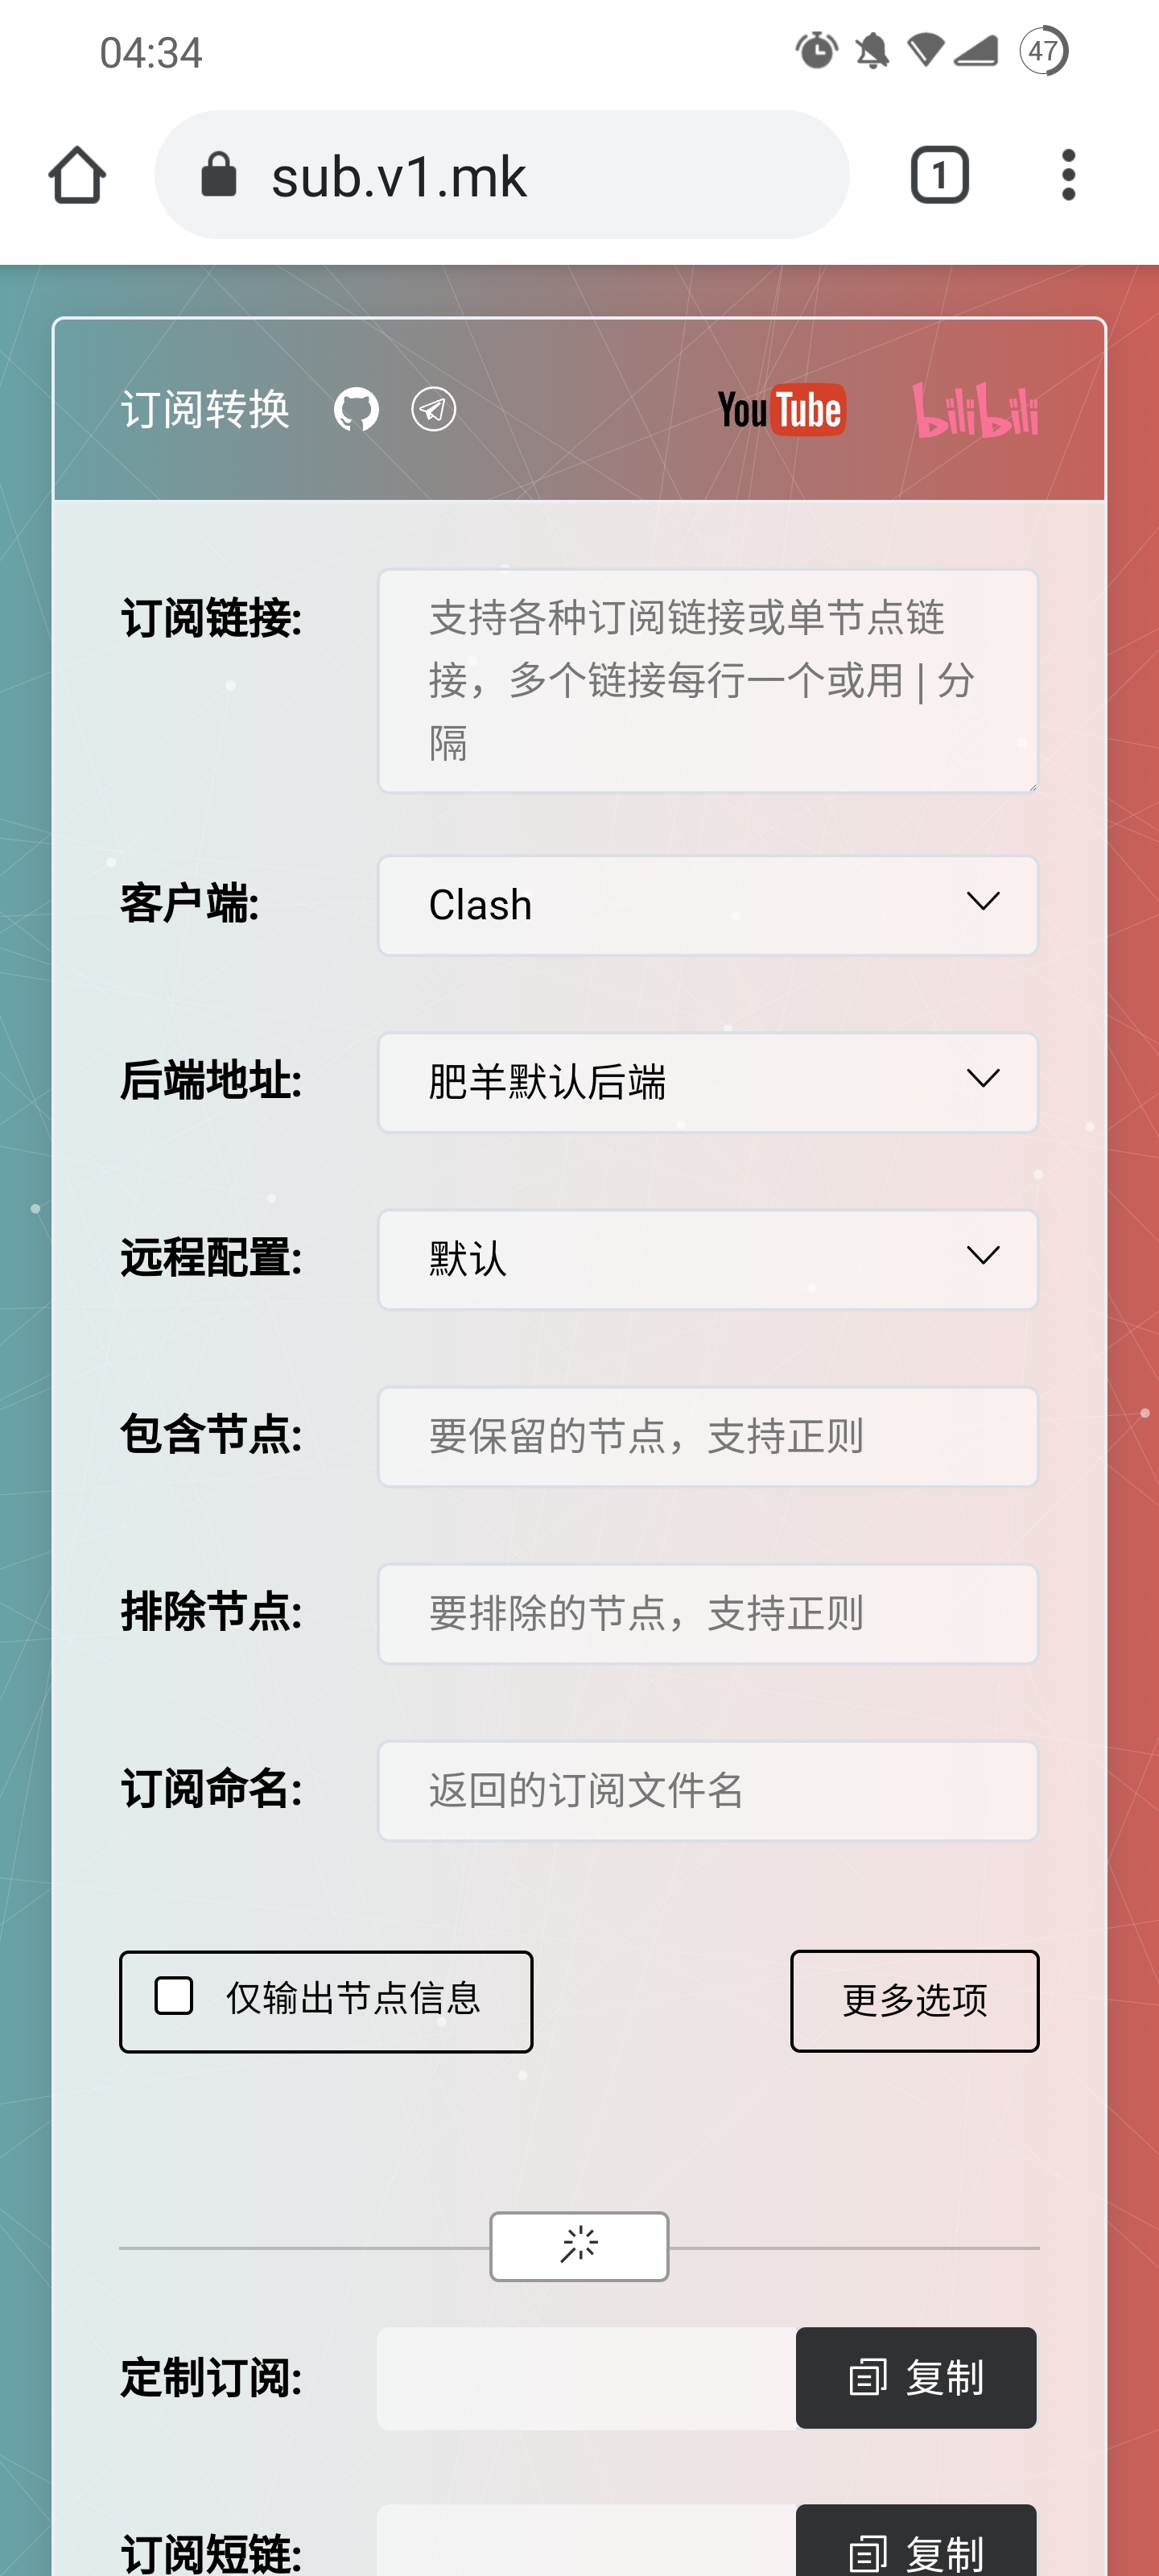 04:34
47
sub.v1.mk
1
订阅转换
YouTube
bilibili
订阅链接:
支持各种订阅链接或单节点链
接，多个链接每行一个或用 | 分
隔
客户端:
Clash
后端地址:
肥羊默认后端
远程配置:
默认
包含节点:
要保留的节点，支持正则
排除节点:
要排除的节点，支持正则
订阅命名:
返回的订阅文件名
仅输出节点信息
更多选项
定制订阅:
复制
订阅短链:
复制